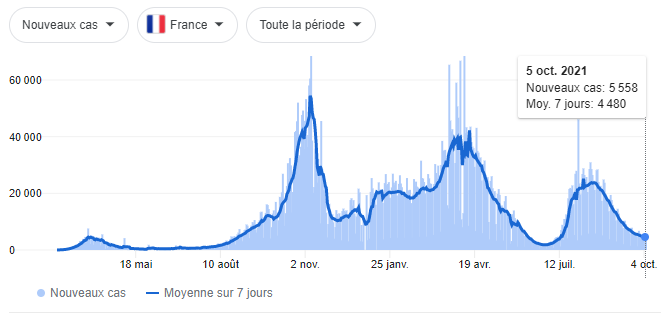 Nouveaux cas France Toute la période
5 oct. 2021
Nouveaux cas: 5 558
Moy. 7 jours: 4 480
60 000
40 000
20 000
0
18 mai 10 août 2 nov. 25 janv. 19 avr. 12 juil. 4 oct.
Nouveaux cas Moyenne sur 7 jours